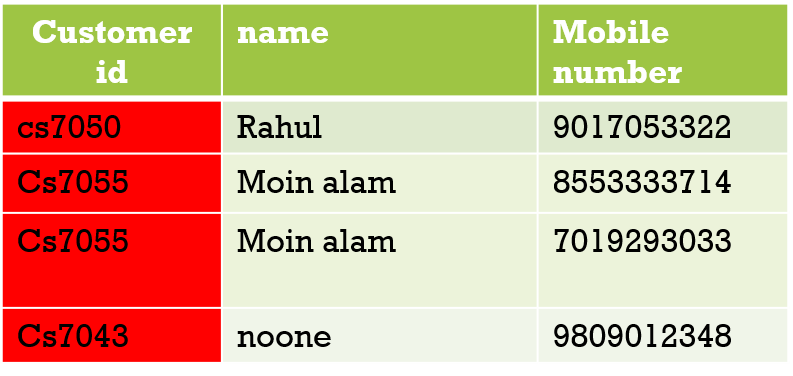 Customer id name Mobile number
cs7050 Rahul 9017053322
Cs7055 Moin alam 8553333714
Cs7055 Moin alam 7019293033
Cs7043 noone 9809012348